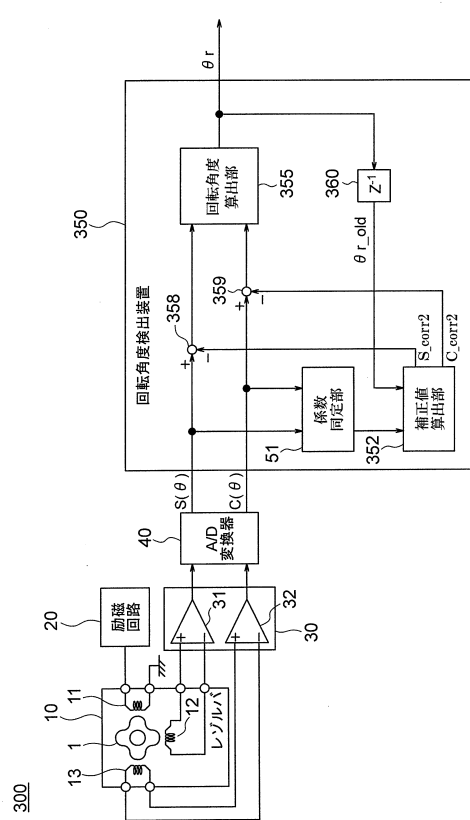 300
10
11
20
励磁
回路
13
1
12
レゾルバ
31
32
30
+
−
+
−
40
A/D
変換器
S(θ)
C(θ)
350
回転角度検出装置
358
+
−
359
+
−
回転角度
算出部
355
θr
360
Z⁻¹
θr_old
係数
同定部
51
補正値
算出部
352
S_corr2
C_corr2